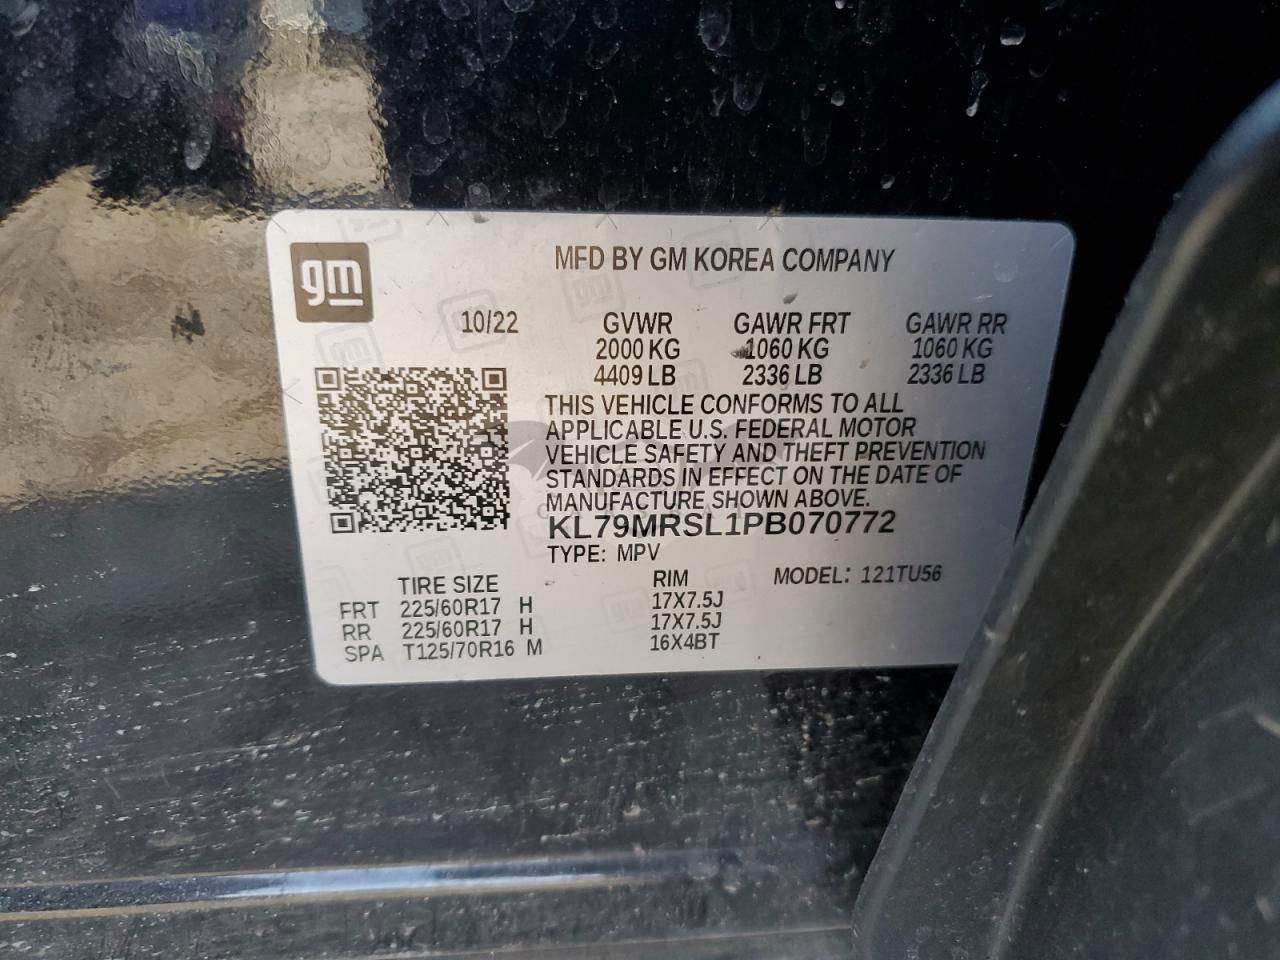 gm
MFD BY GM KOREA COMPANY
10/22 GVWR GAWR FRT GAWR RR
2000 KG 1060 KG 1060 KG
4409 LB 2336 LB 2336 LB
THIS VEHICLE CONFORMS TO ALL
APPLICABLE U.S. FEDERAL MOTOR
VEHICLE SAFETY AND THEFT PREVENTION
STANDARDS IN EFFECT ON THE DATE OF
MANUFACTURE SHOWN ABOVE.
KL79MRSL1PB070772
TYPE: MPV
TIRE SIZE RIM MODEL: 121TU56
FRT 225/60R17 H 17X7.5J
RR 225/60R17 H 17X7.5J
SPA T125/70R16 M 16X4BT